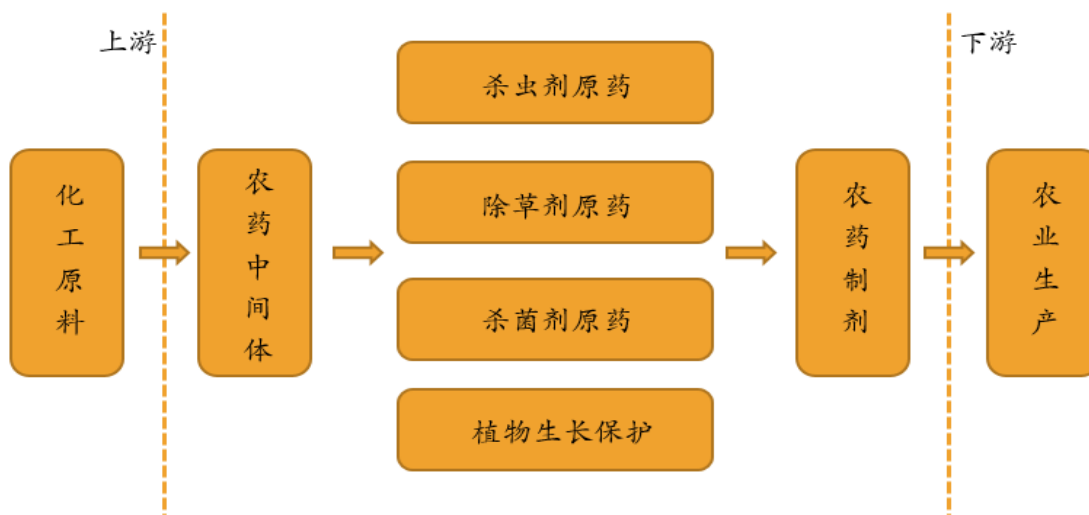 上游
下游
化工原料
农药中间体
杀虫剂原药
除草剂原药
杀菌剂原药
植物生长保护
农药制剂
农业生产